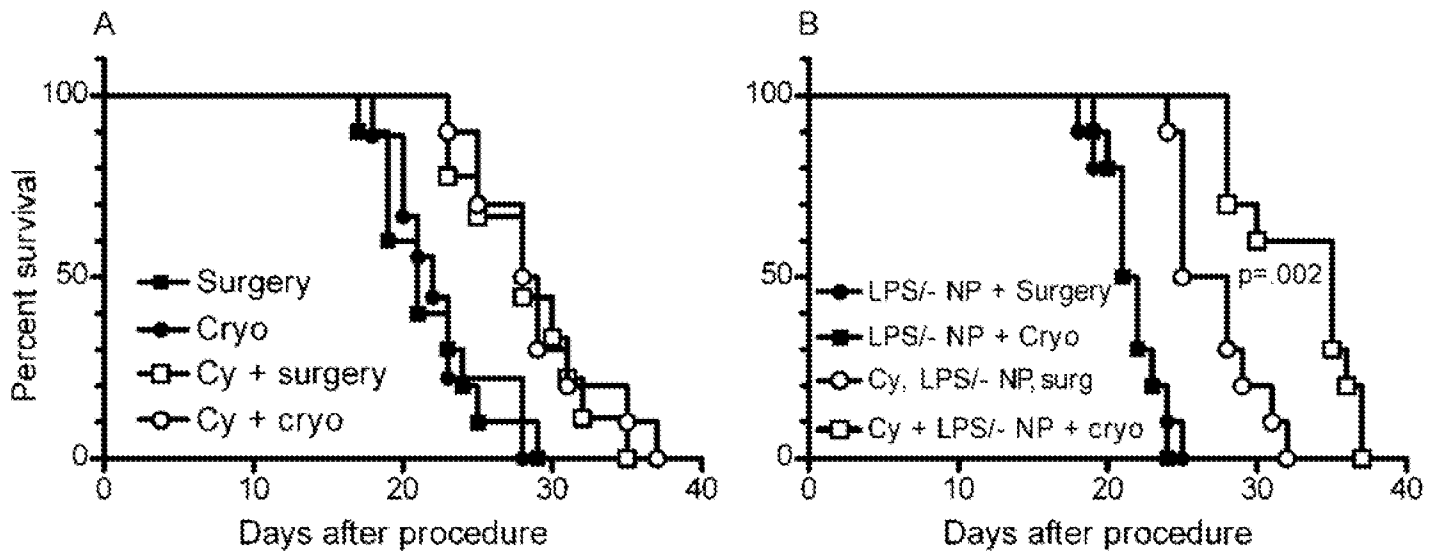 A
Percent survival
100
50
0
Surgery
Cryo
Cy + surgery
Cy + cryo
0 10 20 30 40
Days after procedure
B
100
50
0
p=.002
LPS/- NP + Surgery
LPS/- NP + Cryo
Cy, LPS/- NP, surg
Cy + LPS/- NP + cryo
0 10 20 30 40
Days after procedure